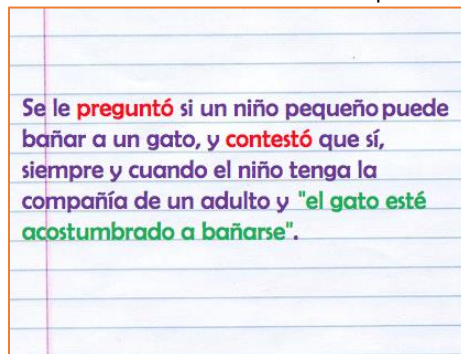 Se le preguntó si un niño pequeño puede
bañar a un gato, y contestó que sí,
siempre y cuando el niño tenga la
compañía de un adulto y "el gato esté
acostumbrado a bañarse".